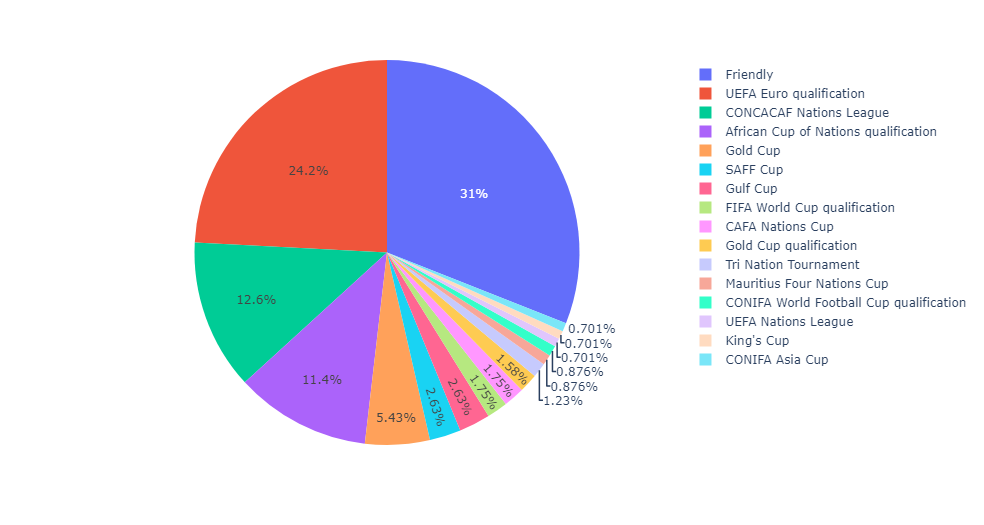 31%
24.2%
12.6%
11.4%
5.43%
2.63%
2.63%
1.75%
1.75%
1.58%
1.23%
0.876%
0.876%
0.701%
0.701%
0.701%
Friendly
UEFA Euro qualification
CONCACAF Nations League
African Cup of Nations qualification
Gold Cup
SAFF Cup
Gulf Cup
FIFA World Cup qualification
CAFA Nations Cup
Gold Cup qualification
Tri Nation Tournament
Mauritius Four Nations Cup
CONIFA World Football Cup qualification
UEFA Nations League
King's Cup
CONIFA Asia Cup